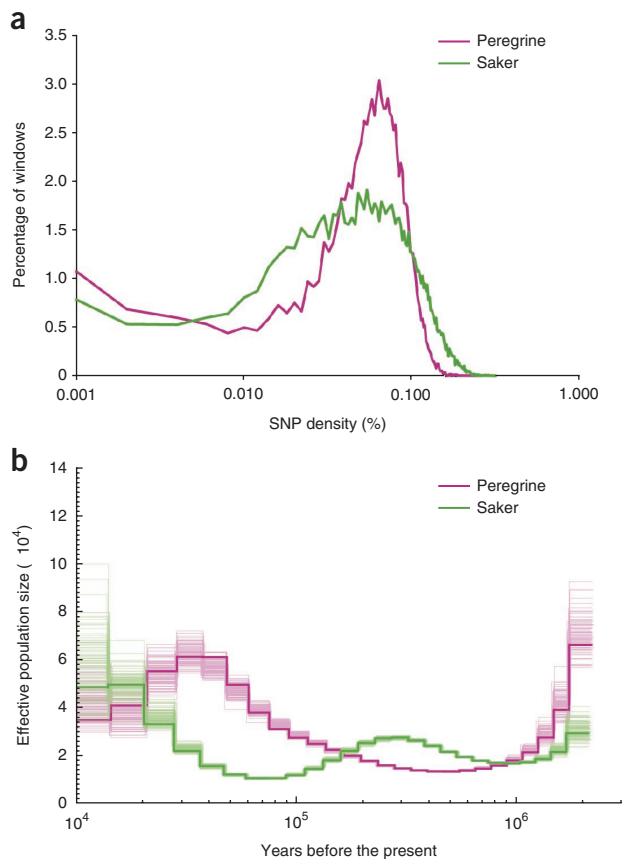 a
3.5
3.0
2.5
2.0
1.5
1.0
0.5
0
Percentage of windows
Peregrine
Saker
0.001
0.010
0.100
1.000
SNP density (%)
b
14
12
10
8
6
4
2
0
Effective population size ( 10⁴)
Peregrine
Saker
10⁴
10⁵
10⁶
Years before the present